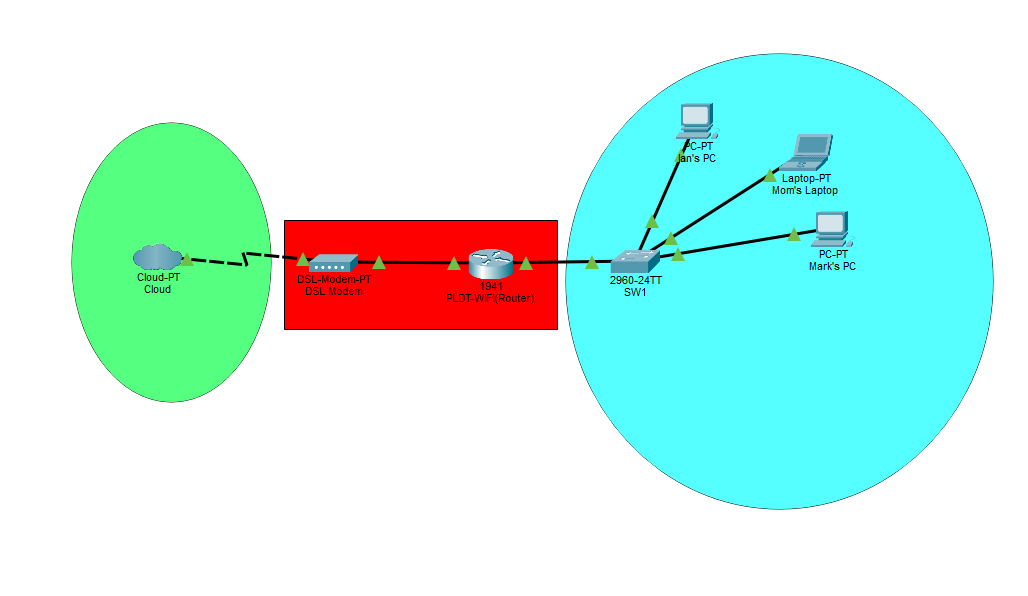 PC-PT
Ian's PC
Laptop-PT
Mom's Laptop
PC-PT
Mark's PC
Cloud-PT
Cloud
DSL-Modem-PT
DSL Modem
1941
PLDT-WIFI(Router)
2960-24TT
SW1